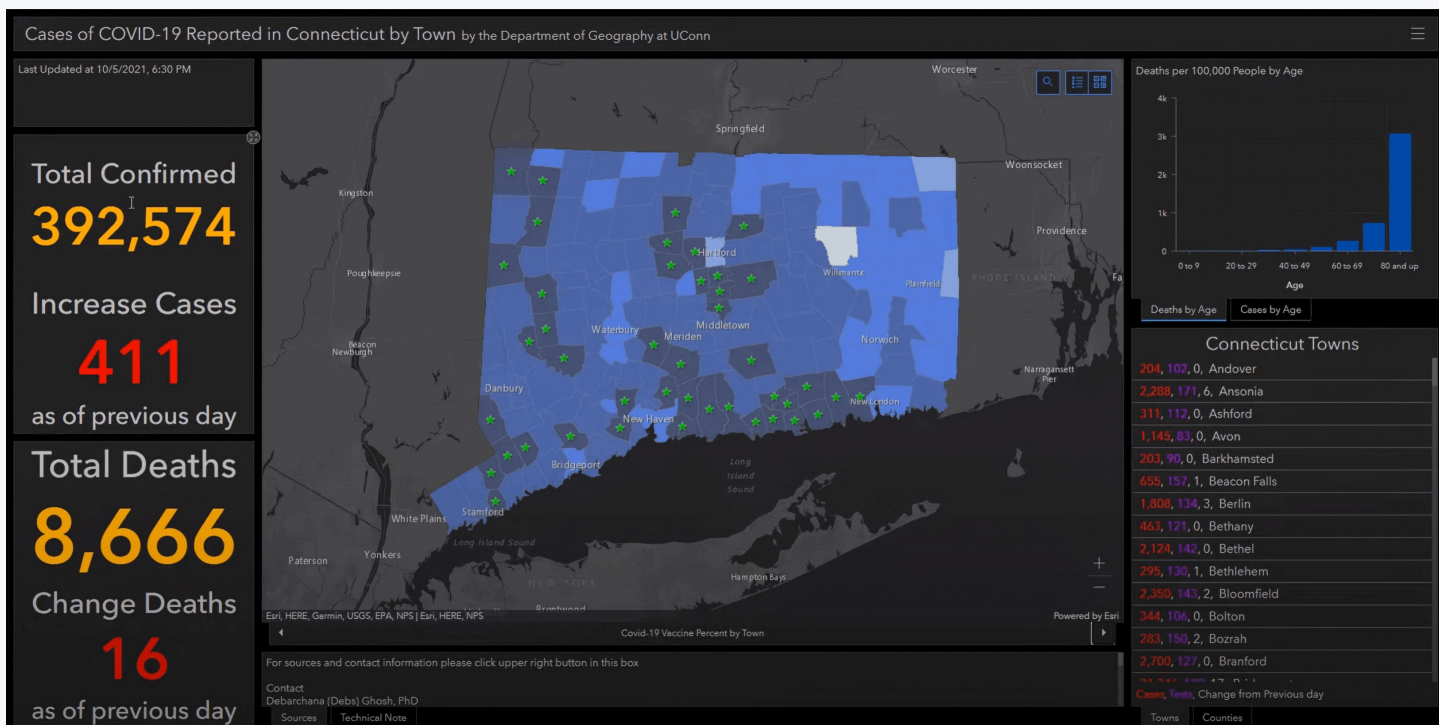 Cases of COVID-19 Reported in Connecticut by Town by the Department of Geography at UConn
Last Updated at 10/5/2021, 6:30 PM
Total Confirmed
392,574
Increase Cases
411
as of previous day
Total Deaths
8,666
Change Deaths
16
as of previous day
Worcester
Springfield
Woonsocket
Kingston
Providence
Hartford
Poughkeepsie
Willimantic
RHODE ISLAND
Fa
Plainfield
Waterbury
Middletown
Meriden
Norwich
Beacon
Newburgh
Narragansett
Pier
Danbury
New London
New Haven
Bridgeport
Long
Island
Sound
Stamford
White Plains
Long Island Sound
Yonkers
Paterson
NEW YORK
Hampton Bays
Brentwood
Esri, HERE, Garmin, USGS, EPA, NPS | Esri, HERE, NPS
Powered by Esri
Covid-19 Vaccine Percent by Town
For sources and contact information please click upper right button in this box
Contact
Debarchana (Debs) Ghosh, PhD
Sources Technical Note
Deaths per 100,000 People by Age
4k
3k
2k
1k
0
0 to 9 20 to 29 40 to 49 60 to 69 80 and up
Age
Deaths by Age Cases by Age
Connecticut Towns
204, 102, 0, Andover
2,288, 171, 6, Ansonia
311, 112, 0, Ashford
1,145, 83, 0, Avon
203, 90, 0, Barkhamsted
655, 157, 1, Beacon Falls
1,808, 134, 3, Berlin
463, 121, 0, Bethany
2,124, 142, 0, Bethel
295, 130, 1, Bethlehem
2,350, 143, 2, Bloomfield
344, 106, 0, Bolton
283, 150, 2, Bozrah
2,700, 127, 0, Branford
Cases, Tests, Change from Previous day
Towns Counties